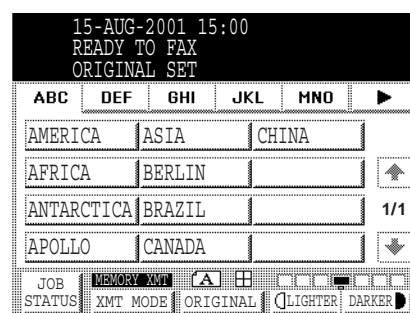 15-AUG-2001 15:00
READY TO FAX
ORIGINAL SET
ABC DEF GHI JKL MNO
AMERICA ASIA CHINA
AFRICA BERLIN
ANTARCTICA BRAZIL 1/1
APOLLO CANADA
JOB STATUS
MEMORY XMT A
XMT MODE ORIGINAL LIGHTER DARKER